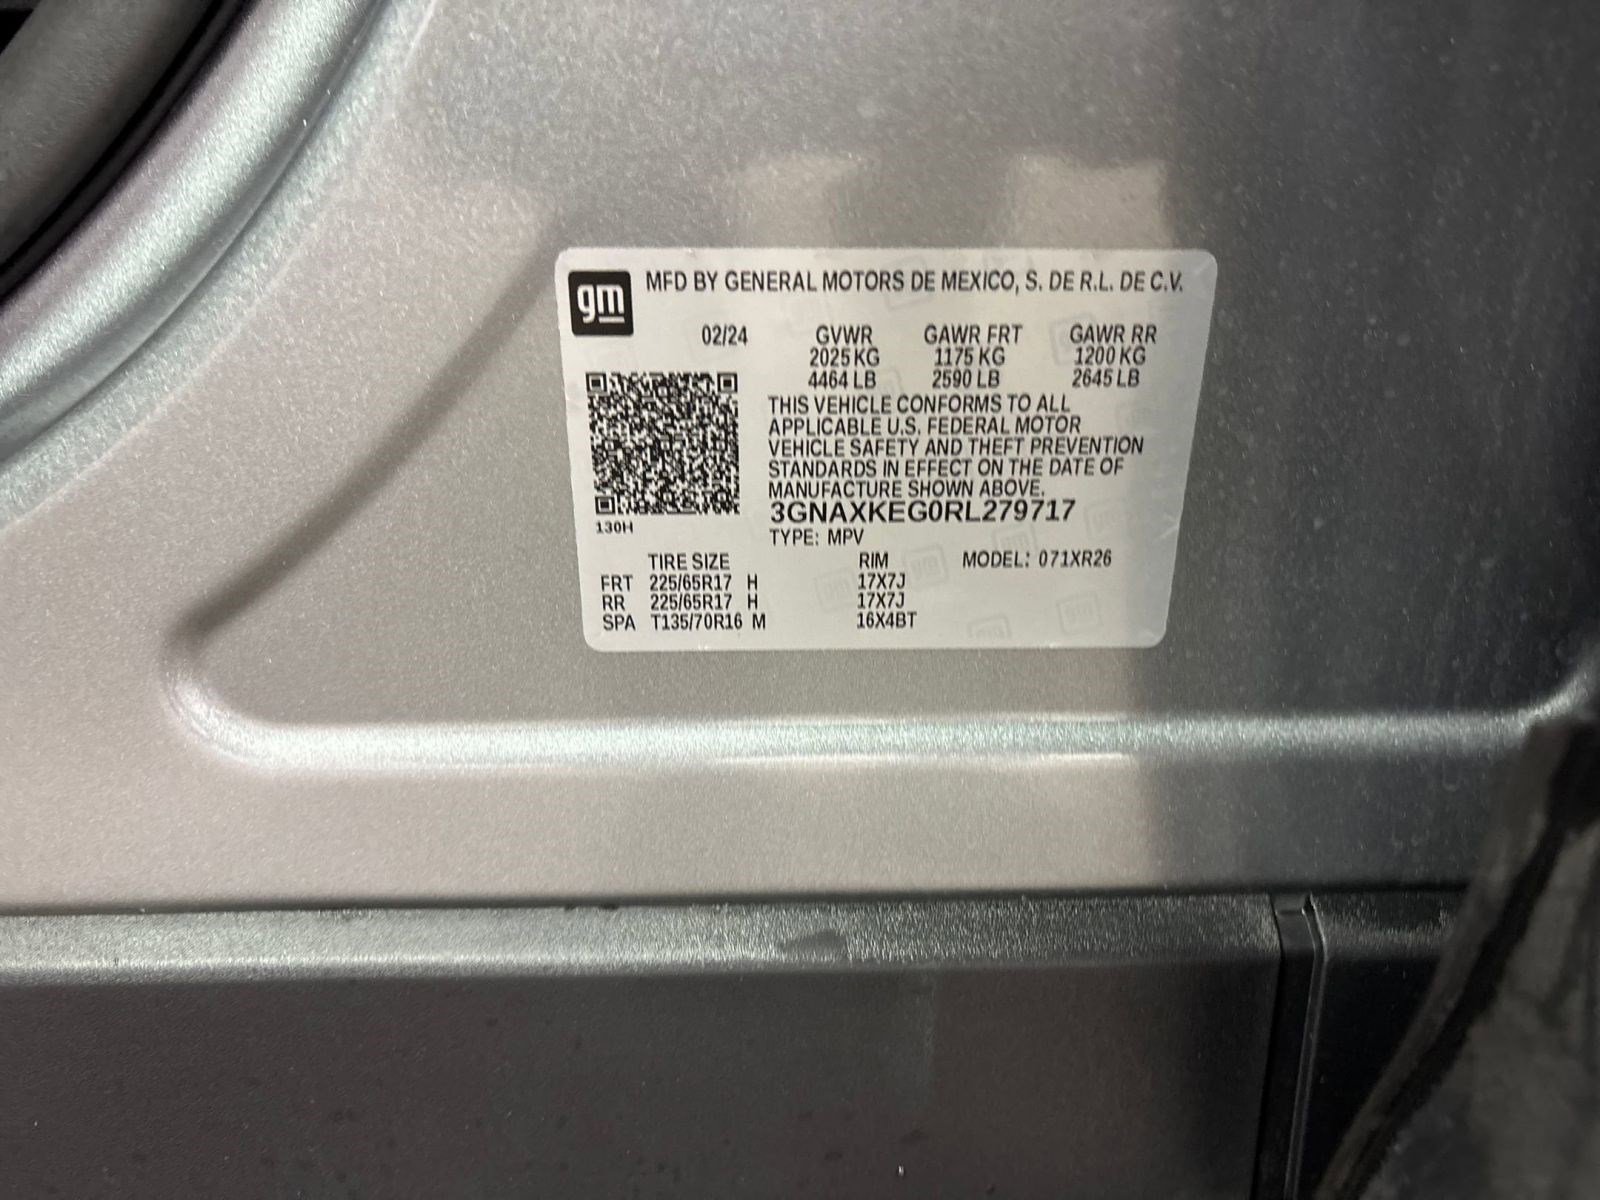 gm
MFD BY GENERAL MOTORS DE MEXICO, S. DE R.L. DE C.V.
02/24 GVWR GAWR FRT GAWR RR
2025 KG 1175 KG 1200 KG
4464 LB 2590 LB 2645 LB
THIS VEHICLE CONFORMS TO ALL
APPLICABLE U.S. FEDERAL MOTOR
VEHICLE SAFETY AND THEFT PREVENTION
STANDARDS IN EFFECT ON THE DATE OF
MANUFACTURE SHOWN ABOVE.
3GNAXKEG0RL279717
130H
TYPE: MPV
TIRE SIZE RIM MODEL: 071XR26
FRT 225/65R17 H 17X7J
RR 225/65R17 H 17X7J
SPA T135/70R16 M 16X4BT